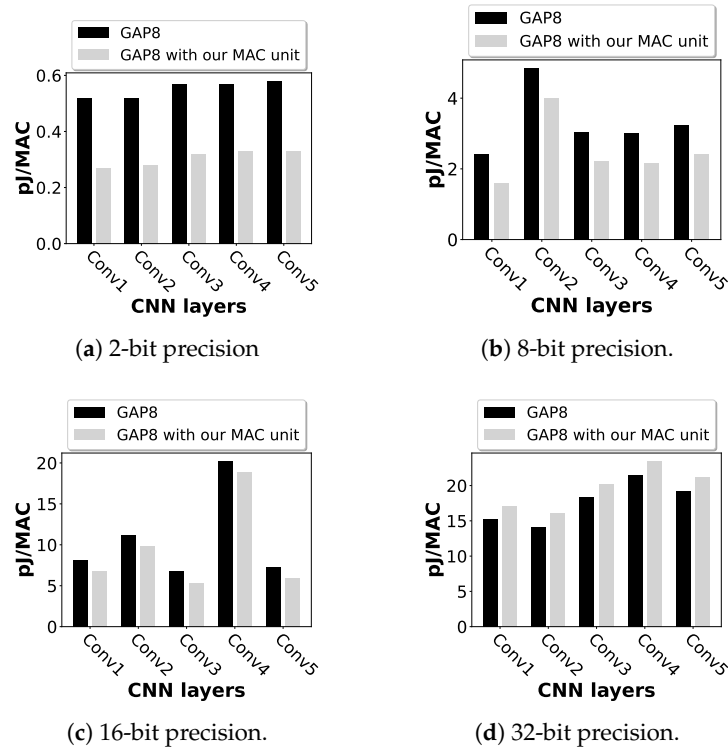 GAP8
GAP8 with our MAC unit
pJ/MAC
0.6
0.4
0.2
0.0
Conv1
Conv2
Conv3
Conv4
Conv5
CNN layers
(a) 2-bit precision
GAP8
GAP8 with our MAC unit
pJ/MAC
4
2
0
Conv1
Conv2
Conv3
Conv4
Conv5
CNN layers
(b) 8-bit precision.
GAP8
GAP8 with our MAC unit
pJ/MAC
20
15
10
5
0
Conv1
Conv2
Conv3
Conv4
Conv5
CNN layers
(c) 16-bit precision.
GAP8
GAP8 with our MAC unit
pJ/MAC
20
15
10
5
0
Conv1
Conv2
Conv3
Conv4
Conv5
CNN layers
(d) 32-bit precision.